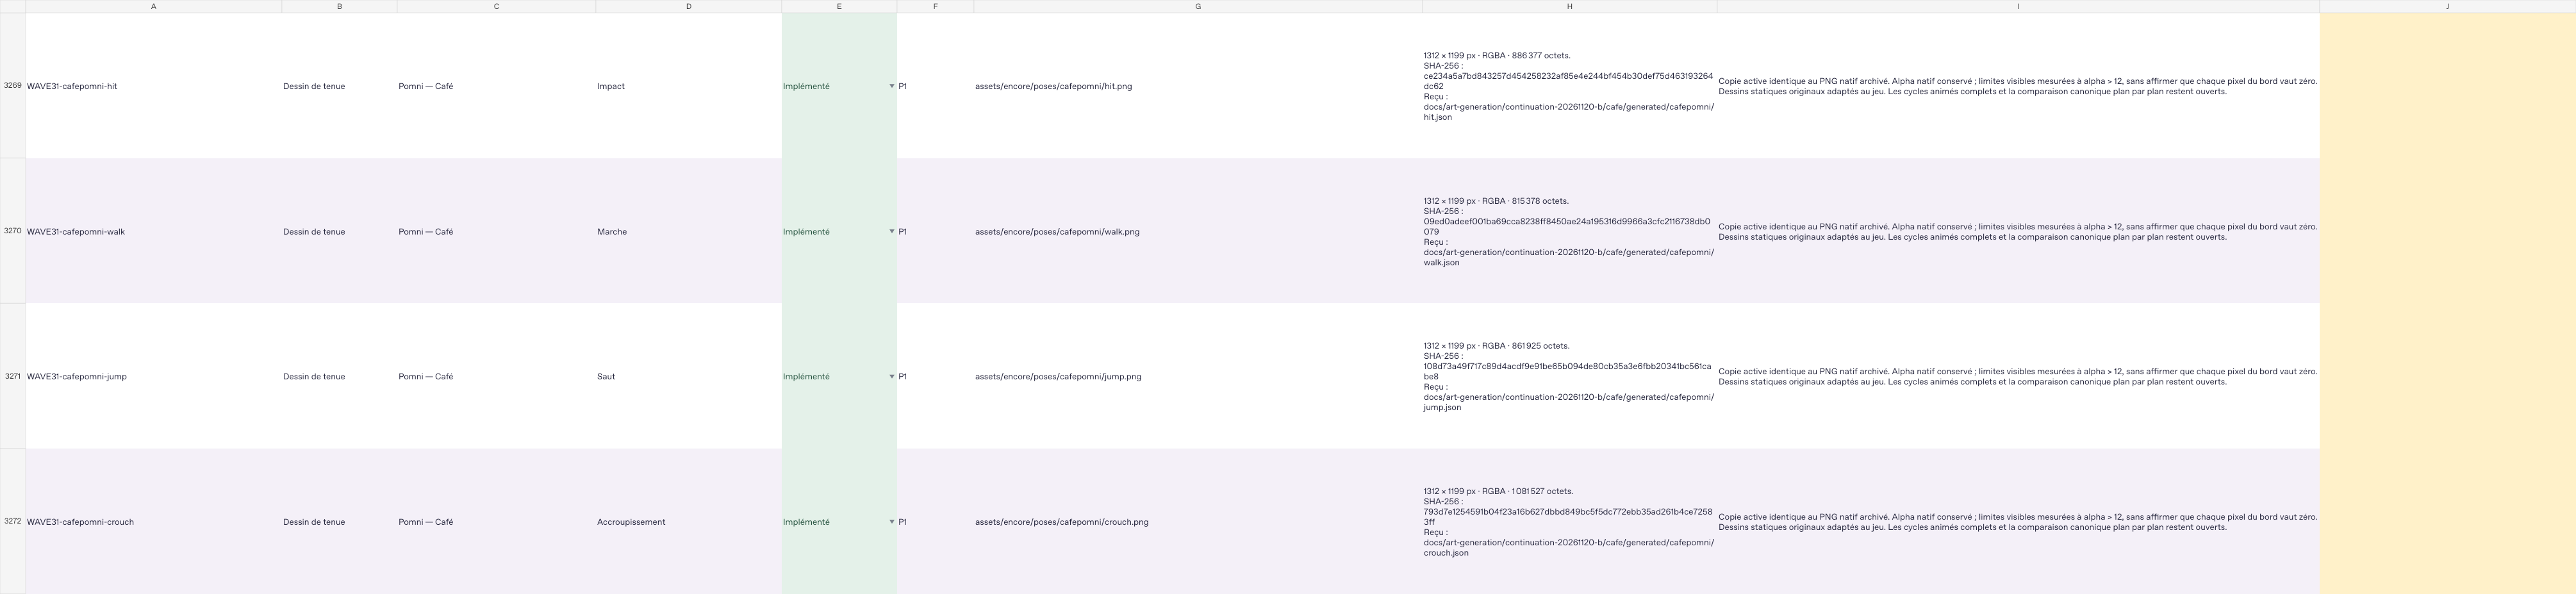 A B C D E F G H I J
3269 WAVE31-cafepomni-hit Dessin de tenue Pomni — Café Impact Implémenté P1 assets/encore/poses/cafepomni/hit.png
1312 × 1199 px · RGBA · 886 377 octets.
SHA-256 :
ce234a5a7bd843257d454258232af85e4e244bf454b30def75d463193264
dc62
Reçu :
docs/art-generation/continuation-20261120-b/cafe/generated/cafepomni/
hit.json
Copie active identique au PNG natif archivé. Alpha natif conservé ; limites visibles mesurées à alpha > 12, sans affirmer que chaque pixel du bord vaut zéro.
Dessins statiques originaux adaptés au jeu. Les cycles animés complets et la comparaison canonique plan par plan restent ouverts.
3270 WAVE31-cafepomni-walk Dessin de tenue Pomni — Café Marche Implémenté P1 assets/encore/poses/cafepomni/walk.png
1312 × 1199 px · RGBA · 815 378 octets.
SHA-256 :
09ed0adeef001ba69cca8238ff8450ae24a195316d9966a3cfc2116738db0
079
Reçu :
docs/art-generation/continuation-20261120-b/cafe/generated/cafepomni/
walk.json
Copie active identique au PNG natif archivé. Alpha natif conservé ; limites visibles mesurées à alpha > 12, sans affirmer que chaque pixel du bord vaut zéro.
Dessins statiques originaux adaptés au jeu. Les cycles animés complets et la comparaison canonique plan par plan restent ouverts.
3271 WAVE31-cafepomni-jump Dessin de tenue Pomni — Café Saut Implémenté P1 assets/encore/poses/cafepomni/jump.png
1312 × 1199 px · RGBA · 861 925 octets.
SHA-256 :
108d73a49f717c89d4acdf9e91be65b094de80cb35a3e6fbb20341bc561ca
be8
Reçu :
docs/art-generation/continuation-20261120-b/cafe/generated/cafepomni/
jump.json
Copie active identique au PNG natif archivé. Alpha natif conservé ; limites visibles mesurées à alpha > 12, sans affirmer que chaque pixel du bord vaut zéro.
Dessins statiques originaux adaptés au jeu. Les cycles animés complets et la comparaison canonique plan par plan restent ouverts.
3272 WAVE31-cafepomni-crouch Dessin de tenue Pomni — Café Accroupissement Implémenté P1 assets/encore/poses/cafepomni/crouch.png
1312 × 1199 px · RGBA · 1 081 527 octets.
SHA-256 :
793d7e1254591b04f23a16b627dbbd849bc5f5dc772ebb35ad261b4ce7258
3ff
Reçu :
docs/art-generation/continuation-20261120-b/cafe/generated/cafepomni/
crouch.json
Copie active identique au PNG natif archivé. Alpha natif conservé ; limites visibles mesurées à alpha > 12, sans affirmer que chaque pixel du bord vaut zéro.
Dessins statiques originaux adaptés au jeu. Les cycles animés complets et la comparaison canonique plan par plan restent ouverts.